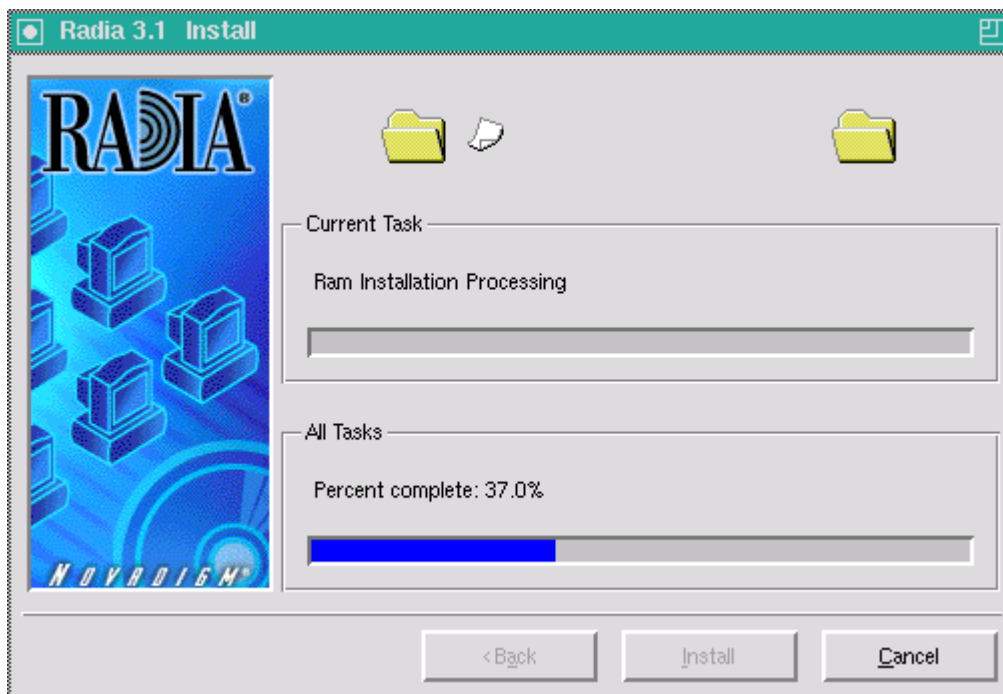 Radia 3.1 Install
RADIA®
Current Task
Ram Installation Processing
All Tasks
Percent complete: 37.0%
NOVADIGM®
< Back
Install
Cancel